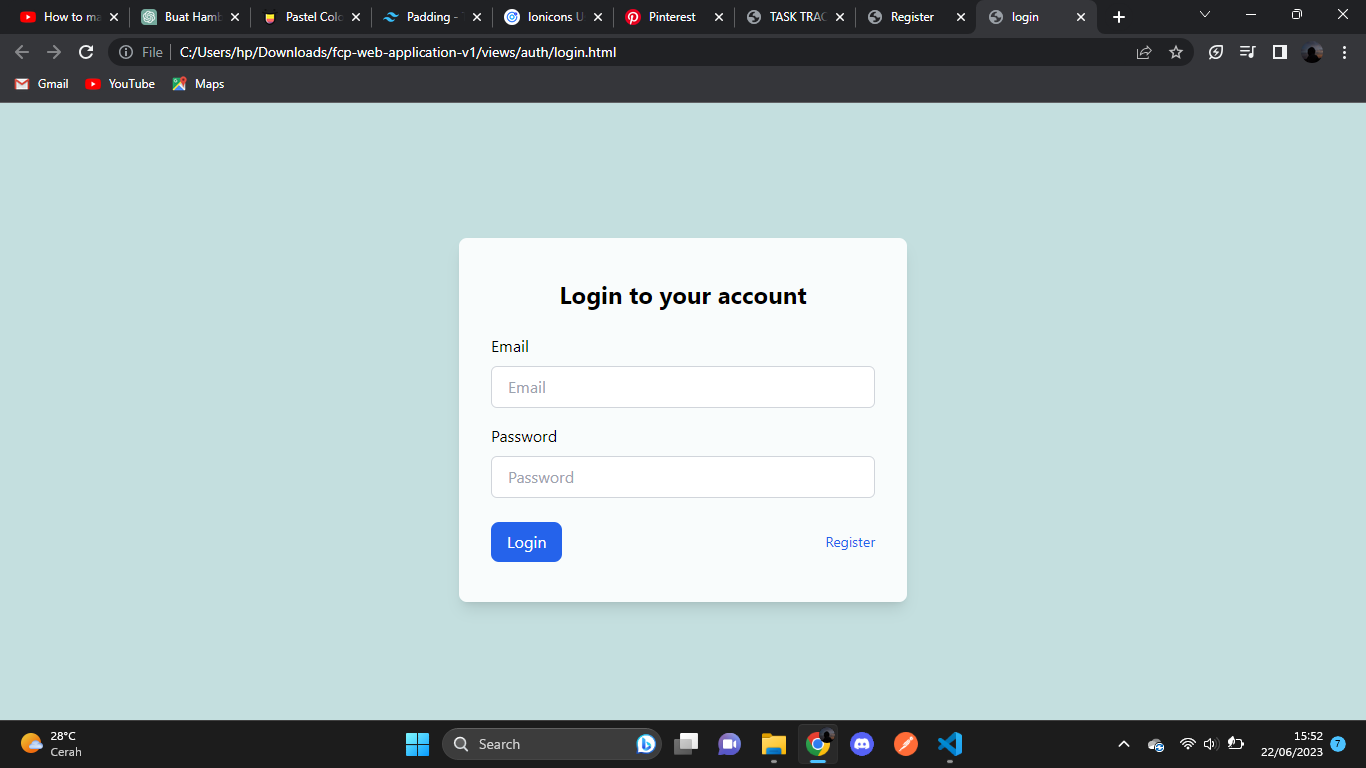 How to ma
Buat Hamb
Pastel Colo
Padding -
Ionicons U
Pinterest
TASK TRAC
Register
login
File
C:/Users/hp/Downloads/fcp-web-application-v1/views/auth/login.html
Gmail
YouTube
Maps
Login to your account
Email
Email
Password
Password
Login
Register
28°C
Cerah
Search
15:52
22/06/2023
7